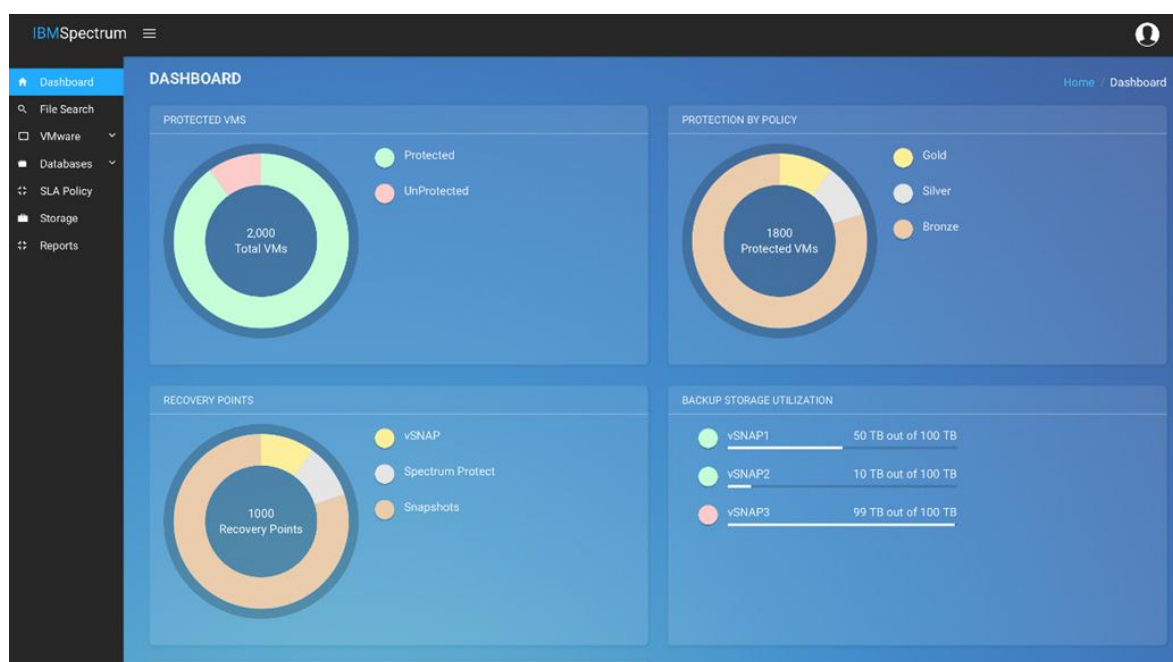 IBMSpectrum
Dashboard
File Search
VMware
Databases
SLA Policy
Storage
Reports
DASHBOARD
Home / Dashboard
PROTECTED VMS
Protected
UnProtected
2,000
Total VMs
PROTECTION BY POLICY
Gold
Silver
Bronze
1800
Protected VMs
RECOVERY POINTS
vSNAP
Spectrum Protect
Snapshots
1000
Recovery Points
BACKUP STORAGE UTILIZATION
vSNAP1 50 TB out of 100 TB
vSNAP2 10 TB out of 100 TB
vSNAP3 99 TB out of 100 TB